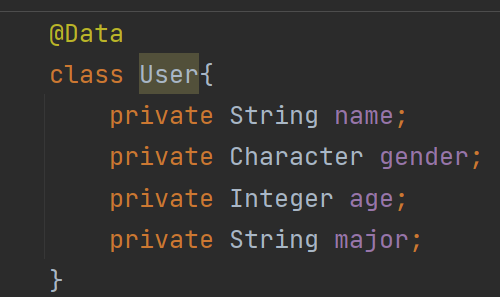 @Data
class User{
    private String name;
    private Character gender;
    private Integer age;
    private String major;
}